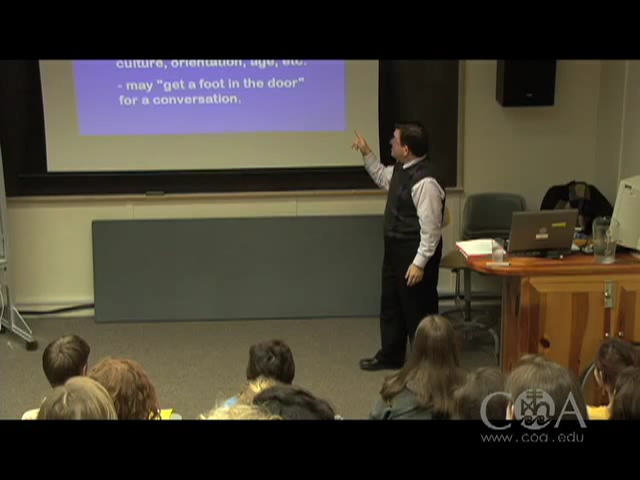 culture, orientation, age, etc.
- may "get a foot in the door"
for a conversation.
COA
www.coa.edu